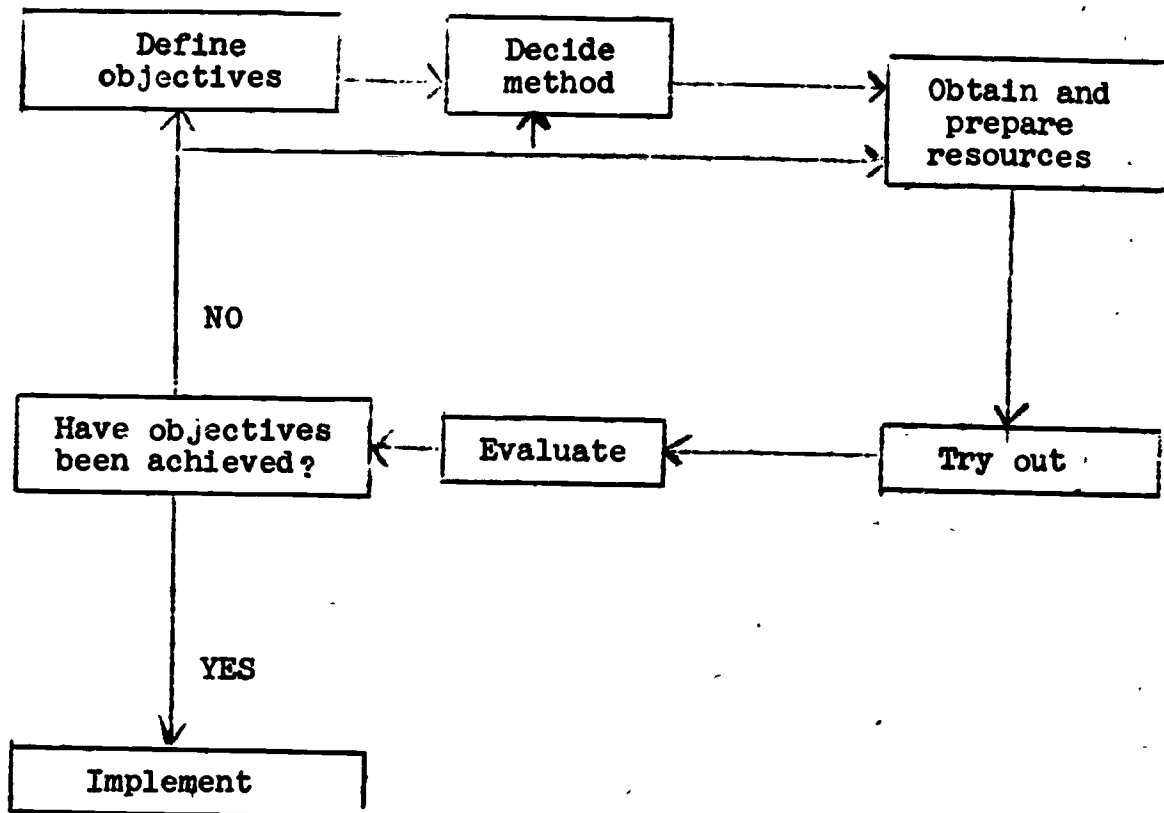 Define
objectives
Decide
method
Obtain and
prepare
resources
NO
Have objectives
been achieved?
Evaluate
Try out
YES
Implement